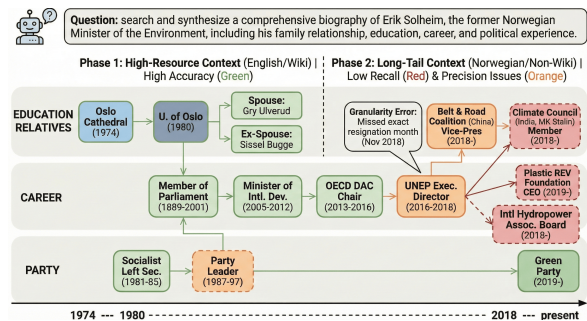 Question: search and synthesize a comprehensive biography of Erik Solheim, the former Norwegian
Minister of the Environment, including his family relationship, education, career, and political experience.
Phase 1: High-Resource Context (English/Wiki) |
High Accuracy (Green)
Phase 2: Long-Tail Context (Norwegian/Non-Wiki) |
Low Recall (Red) & Precision Issues (Orange)
EDUCATION
RELATIVES
Oslo
Cathedral
(1974)
U. of Oslo
(1980)
Spouse:
Gry Ulverud
Ex-Spouse:
Sissel Bugge
Granularity Error:
Missed exact
resignation month
(Nov 2018)
Belt & Road
Coalition (China)
Vice-Pres
(2018-)
Climate Council
(India, MK Stalin)
Member
(2018-)
CAREER
Member of
Parliament
(1889-2001)
Minister of
Intl. Dev.
(2005-2012)
OECD DAC
Chair
(2013-2016)
UNEP Exec.
Director
(2016-2018)
Plastic REV
Foundation
CEO (2019-)
Intl Hydropower
Assoc. Board
(2018-)
PARTY
Socialist
Left Sec.
(1981-85)
Party
Leader
(1987-97)
Green
Party
(2019-)
1974 --- 1980
2018 - present